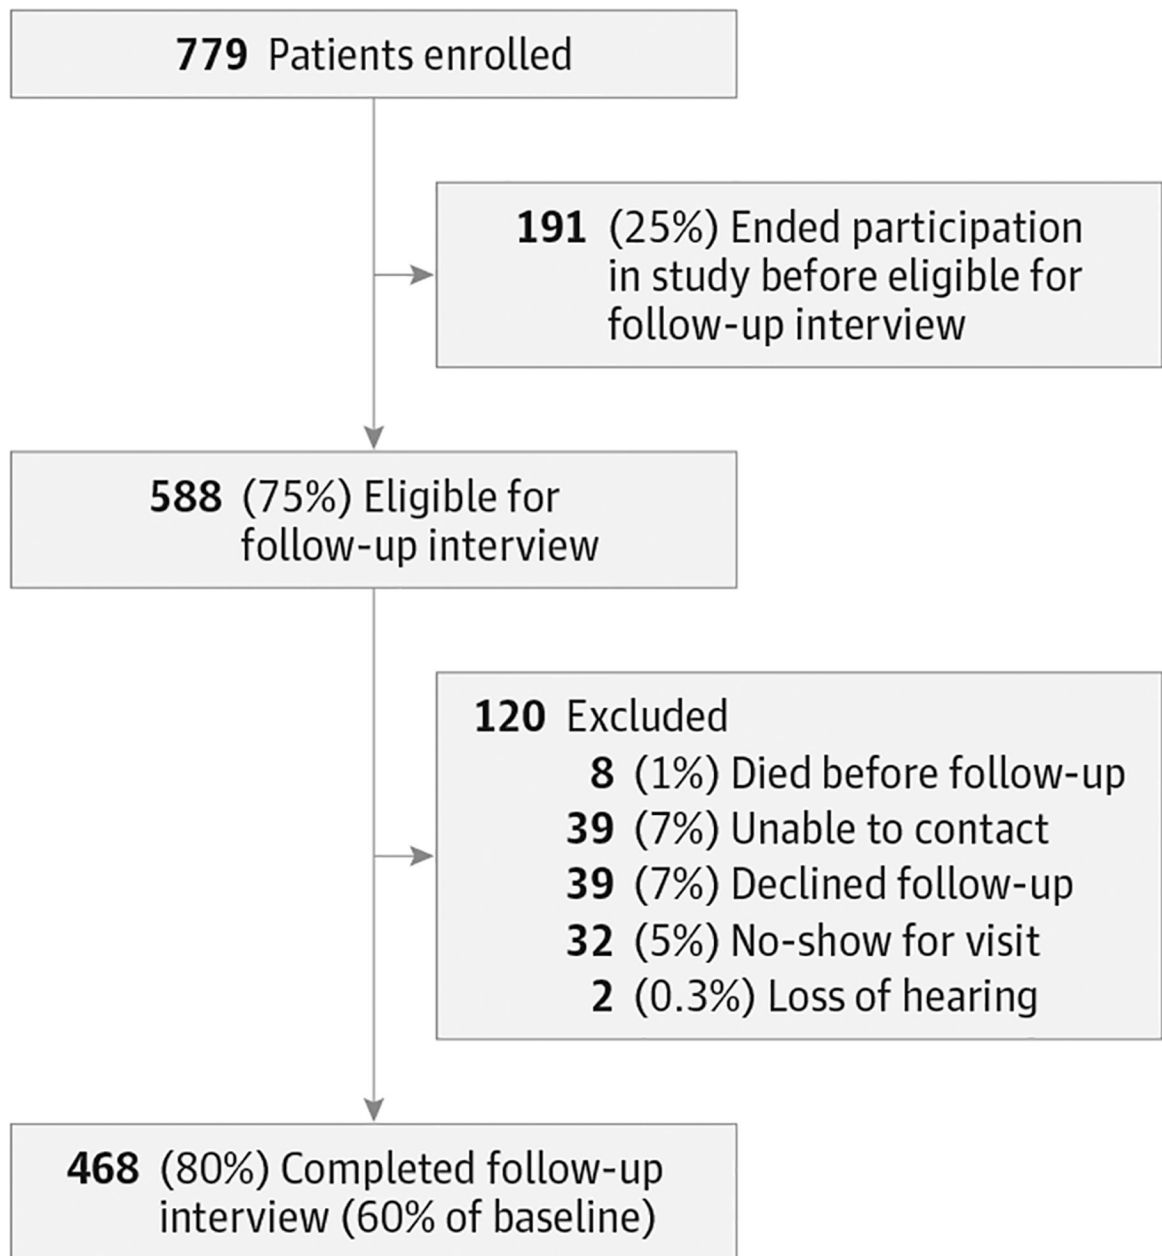 779 Patients enrolled
191 (25%) Ended participation
in study before eligible for
follow-up interview
588 (75%) Eligible for
follow-up interview
120 Excluded
8 (1%) Died before follow-up
39 (7%) Unable to contact
39 (7%) Declined follow-up
32 (5%) No-show for visit
2 (0.3%) Loss of hearing
468 (80%) Completed follow-up
interview (60% of baseline)